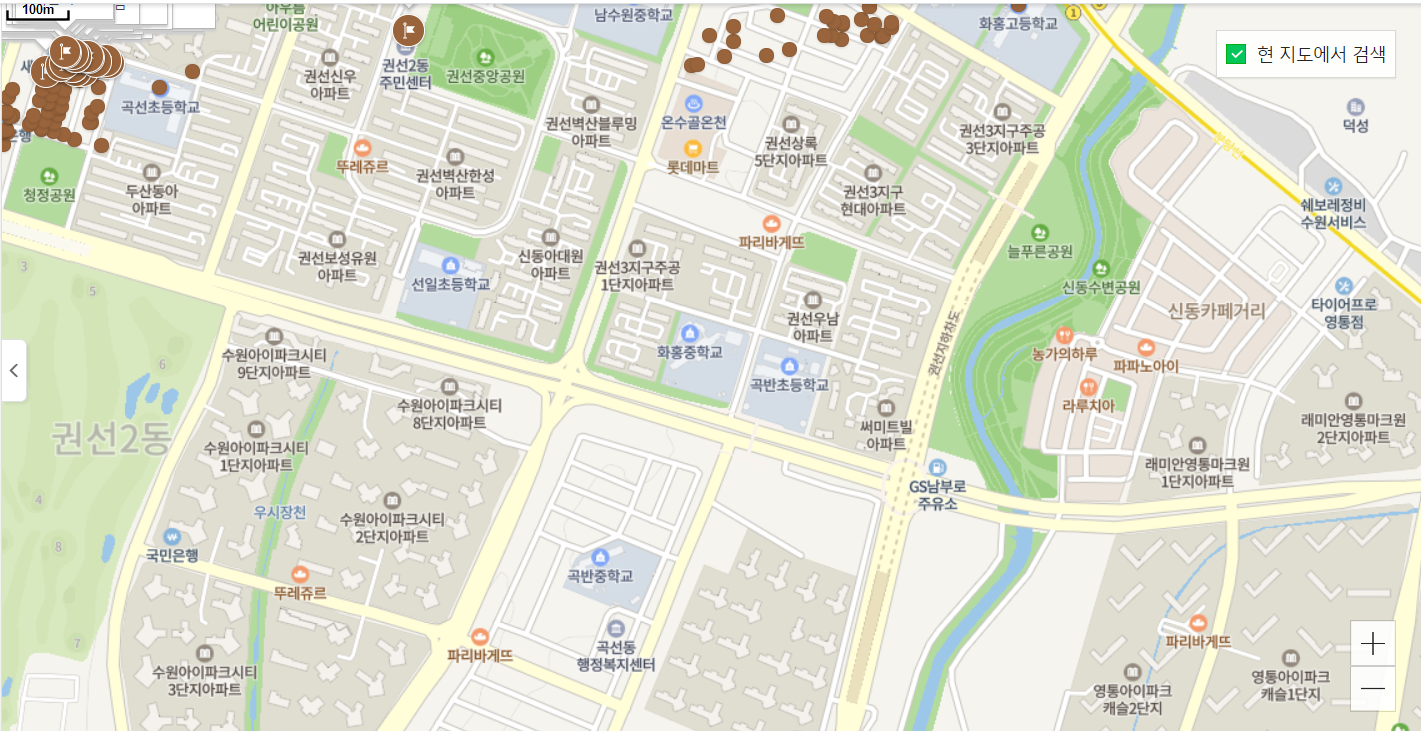 100m
아우름
어린이공원
남수원중학교
화홍고등학교
1
현 지도에서 검색
새
권선신우
아파트
권선2동
주민센터
권선중앙공원
곡선초등학교
은행
온수골온천
덕성
권선벽산블루밍
아파트
권선상록
5단지아파트
권선3지구주공
3단지아파트
뚜레쥬르
롯데마트
권선벽산한성
아파트
청정공원
두산동아
아파트
권선3지구
현대아파트
쉐보레정비
수원서비스
파리바게뜨
늘푸른공원
권선보성유원
아파트
신동아대원
아파트
권선3지구주공
1단지아파트
선일초등학교
신동수변공원
3
5
신동카페거리
타이어프로
영통점
권선우남
아파트
권선지하차도
수원아이파크시티
9단지아파트
화홍중학교
농가의하루
파파노아이
6
곡반초등학교
수원아이파크시티
8단지아파트
라루치아
권선2동
써미트빌
아파트
래미안영통마크원
2단지아파트
수원아이파크시티
1단지아파트
래미안영통마크원
1단지아파트
GS남부로
주유소
4
우시장천
수원아이파크시티
2단지아파트
8
국민은행
곡반중학교
뚜레쥬르
7
파리바게뜨
곡선동
행정복지센터
파리바게뜨
수원아이파크시티
3단지아파트
영통아이파크
캐슬2단지
영통아이파크
캐슬1단지